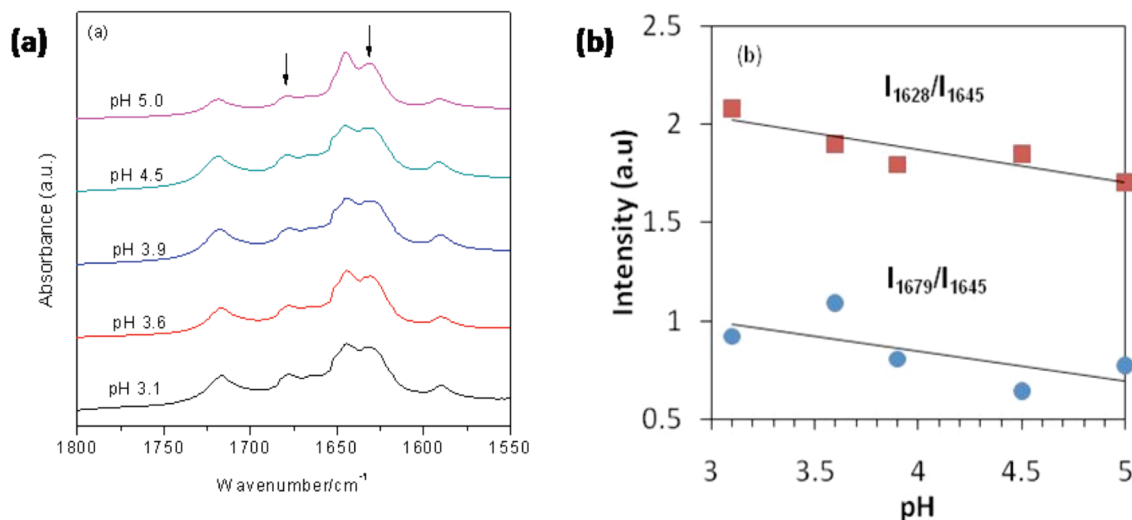 (a)
(a)
pH 5.0
pH 4.5
pH 3.9
pH 3.6
pH 3.1
Absorbance (a.u.)
1800 1750 1700 1650 1600 1550
Wavenumber/cm⁻¹
(b)
(b)
2.5
2
1.5
1
0.5
I₁₆₂₈/I₁₆₄₅
I₁₆₇₉/I₁₆₄₅
Intensity (a.u)
3 3.5 4 4.5 5
pH